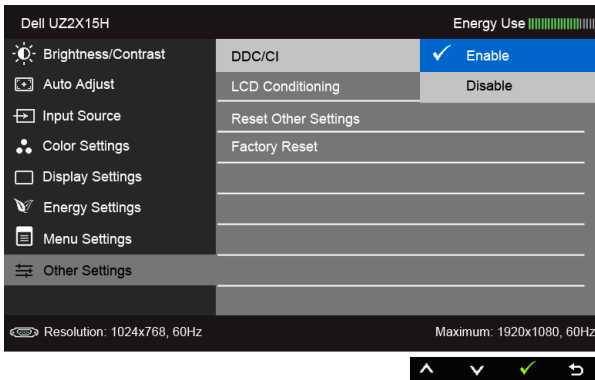 Dell UZ2X15H Energy Use
Brightness/Contrast DDC/CI Enable
Auto Adjust LCD Conditioning Disable
Input Source Reset Other Settings
Color Settings Factory Reset
Display Settings
Energy Settings
Menu Settings
Other Settings
Resolution: 1024x768, 60Hz Maximum: 1920x1080, 60Hz